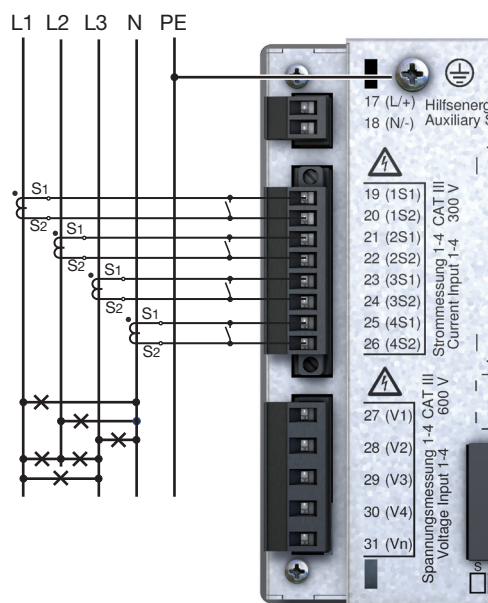 L1 L2 L3 N PE
17 (L/+) Hilfsenerg
18 (N/-) Auxiliary S
S1
S2
S1
S2
S1
S2
S1
S2
19 (1S1)
20 (1S2)
21 (2S1)
22 (2S2)
23 (3S1)
24 (3S2)
25 (4S1)
26 (4S2)
Strommessung 1-4 CAT III
Current Input 1-4 300 V
27 (V1)
28 (V2)
29 (V3)
30 (V4)
31 (Vn)
Spannungsmessung 1-4 CAT III
Voltage Input 1-4 600 V
S